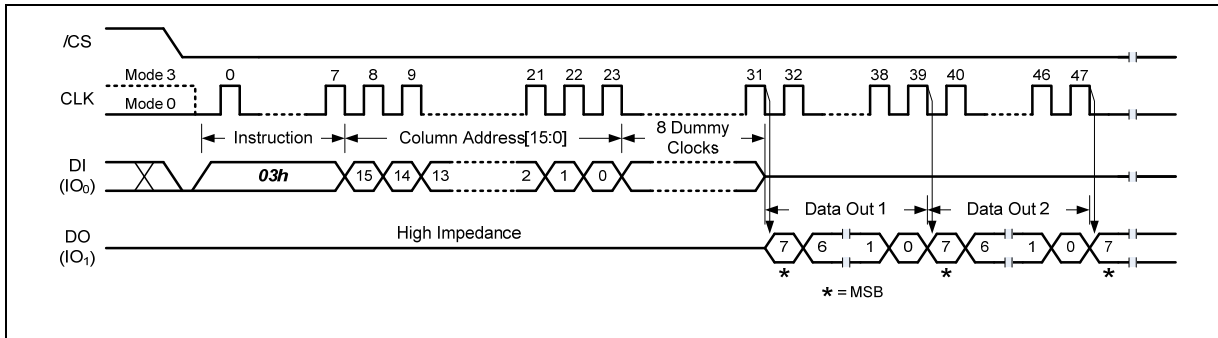 /CS
Mode 3 0 7 8 9 21 22 23 31 32 38 39 40 46 47
CLK Mode 0
Instruction Column Address[15:0] 8 Dummy Clocks
DI (IO₀) 03h 15 14 13 2 1 0
Data Out 1 Data Out 2
DO (IO₁) High Impedance 7 6 1 0 7 6 1 0 7
* * *
* = MSB